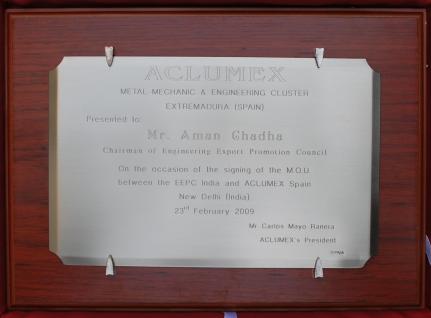 ACLUMEX
METAL-MECHANIC & ENGINEERING CLUSTER
EXTREMADURA (SPAIN)
Presented to:
Mr. Aman Chadha
Chairman of Engineering Export Promotion Council
On the occasion of the signing of the M.O.U.
between the EEPC India and ACLUMEX Spain
New Delhi (India)
23rd February 2009
Mr Carlos Mayo Ranera
ACLUMEX's President